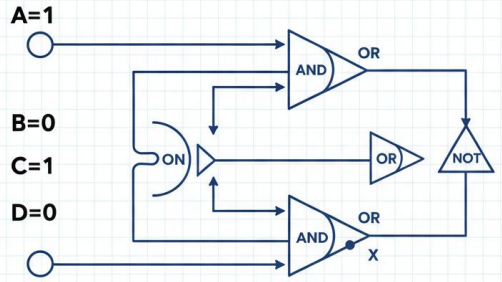 A=1
OR
AND
B=0
ON
OR
NOT
C=1
D=0
OR
AND
X